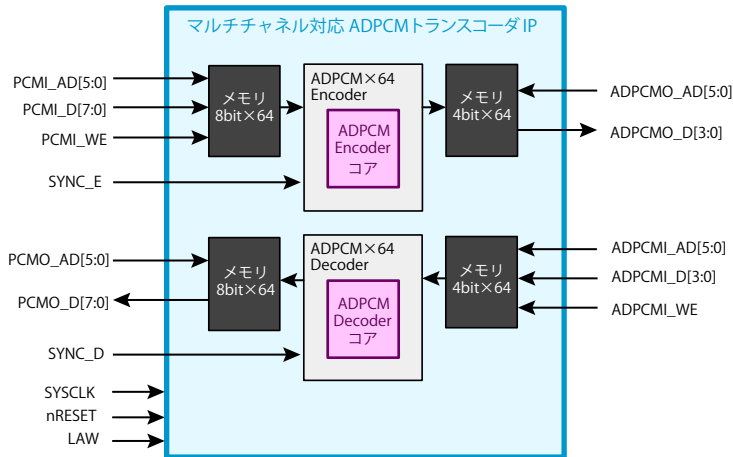 マルチチャネル対応 ADPCMトランスコーダIP
PCMI_AD[5:0]
PCMI_D[7:0]
PCMI_WE
SYNC_E
メモリ
8bit×64
ADPCM×64
Encoder
ADPCM
Encoder
コア
メモリ
4bit×64
ADPCMO_AD[5:0]
ADPCMO_D[3:0]
PCMO_AD[5:0]
PCMO_D[7:0]
SYNC_D
メモリ
8bit×64
ADPCM×64
Decoder
ADPCM
Decoder
コア
メモリ
4bit×64
ADPCMI_AD[5:0]
ADPCMI_D[3:0]
ADPCMI_WE
SYSCLK
nRESET
LAW